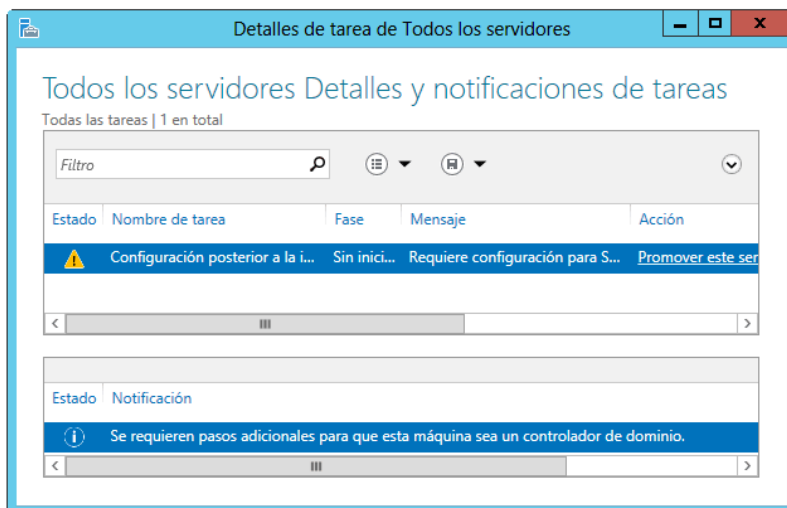 Detalles de tarea de Todos los servidores
Todos los servidores Detalles y notificaciones de tareas
Todas las tareas | 1 en total
Filtro
Estado Nombre de tarea Fase Mensaje Acción
Configuración posterior a la i... Sin inici... Requiere configuración para S... Promover este ser
Estado Notificación
Se requieren pasos adicionales para que esta máquina sea un controlador de dominio.